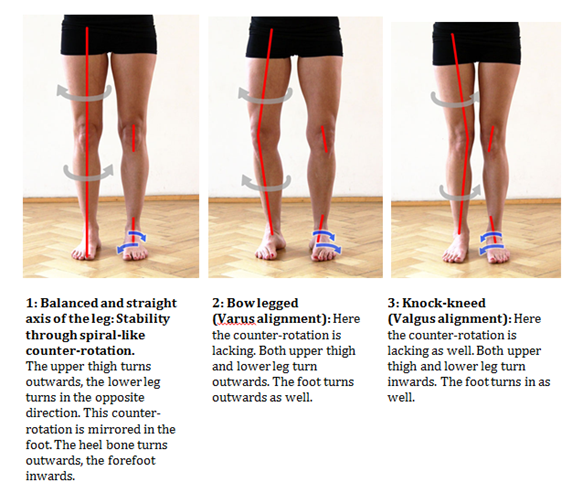 1: Balanced and straight
axis of the leg: Stability
through spiral-like
counter-rotation.
The upper thigh turns
outwards, the lower leg
turns in the opposite
direction. This counter-
rotation is mirrored in the
foot. The heel bone turns
outwards, the forefoot
inwards.
2: Bow legged
(Varus alignment): Here
the counter-rotation is
lacking. Both upper thigh
and lower leg turn
outwards. The foot turns
outwards as well.
3: Knock-kneed
(Valgus alignment): Here
the counter-rotation is
lacking as well. Both upper
thigh and lower leg turn
inwards. The foot turns in as
well.